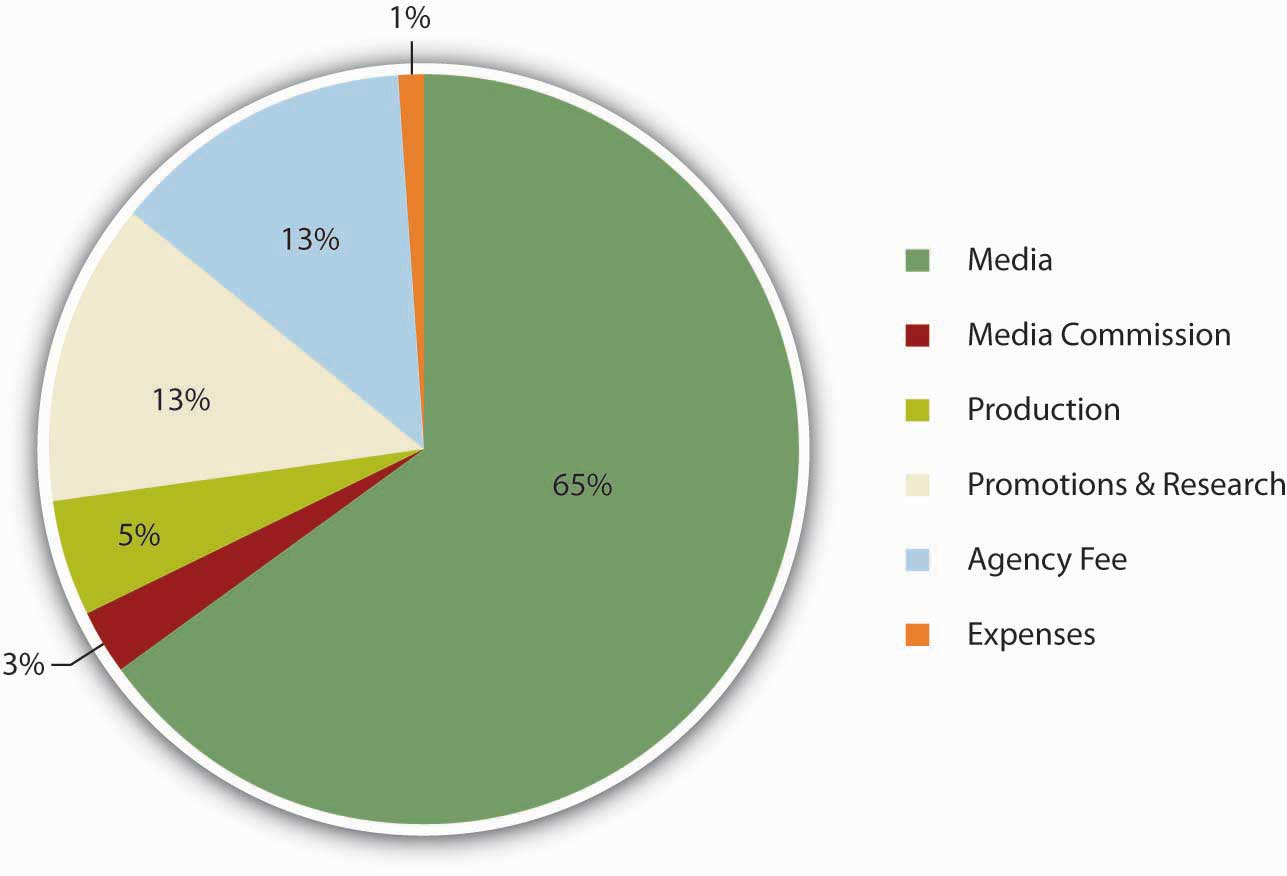 1%
13%
13%
65%
5%
3%
Media
Media Commission
Production
Promotions & Research
Agency Fee
Expenses